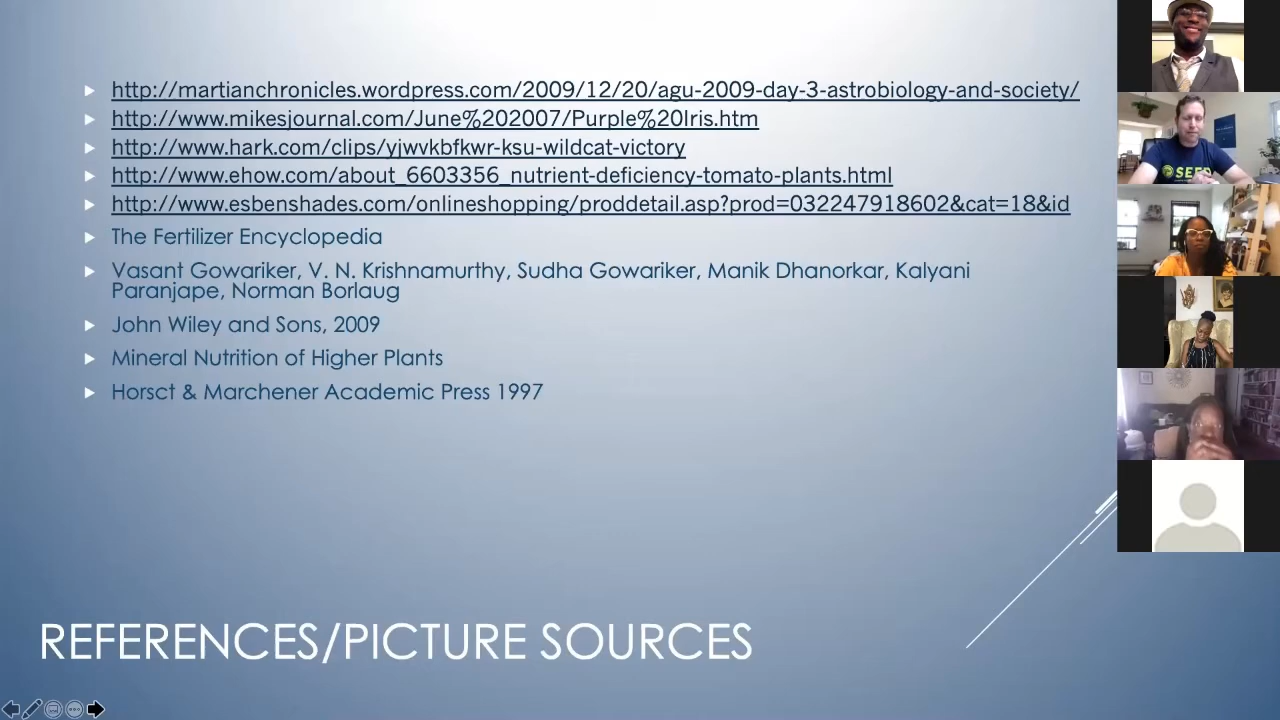 http://martianchronicles.wordpress.com/2009/12/20/agu-2009-day-3-astrobiology-and-society/
http://www.mikesjournal.com/June%202007/Purple%20Iris.htm
http://www.hark.com/clips/yjwvkbfkwr-ksu-wildcat-victory
http://www.ehow.com/about_6603356_nutrient-deficiency-tomato-plants.html
http://www.esbenshades.com/onlineshopping/proddetail.asp?prod=032247918602&cat=18&id
The Fertilizer Encyclopedia
Vasant Gowariker, V. N. Krishnamurthy, Sudha Gowariker, Manik Dhanorkar, Kalyani
Paranjape, Norman Borlaug
John Wiley and Sons, 2009
Mineral Nutrition of Higher Plants
Horsct & Marchener Academic Press 1997
REFERENCES/PICTURE SOURCES
SEED